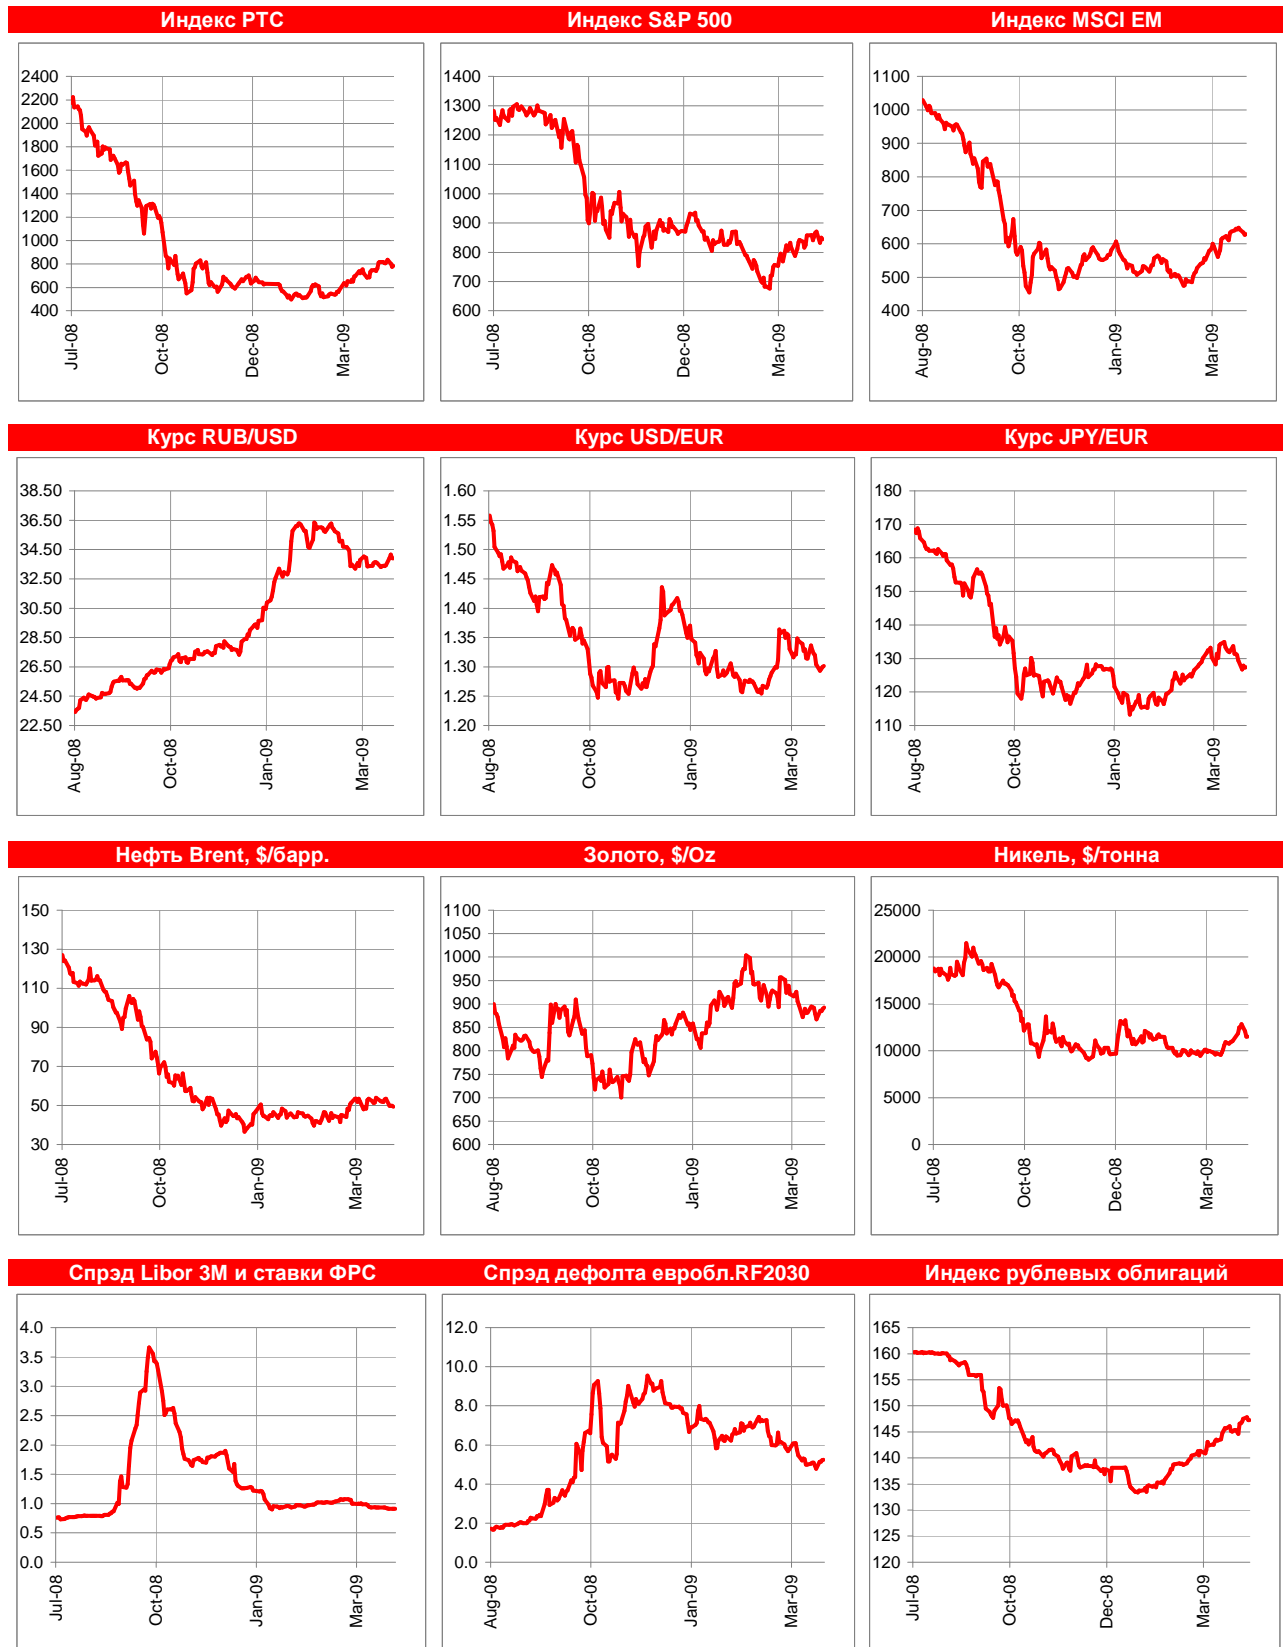 Индекс РТС
Индекс S&P 500
Индекс MSCI EM
2400
2200
2000
1800
1600
1400
1200
1000
800
600
400
Jul-08
Oct-08
Dec-08
Mar-09
1400
1300
1200
1100
1000
900
800
700
600
Jul-08
Oct-08
Dec-08
Mar-09
1100
1000
900
800
700
600
500
400
Aug-08
Oct-08
Jan-09
Mar-09
Курс RUB/USD
Курс USD/EUR
Курс JPY/EUR
38.50
36.50
34.50
32.50
30.50
28.50
26.50
24.50
22.50
Aug-08
Oct-08
Jan-09
Mar-09
1.60
1.55
1.50
1.45
1.40
1.35
1.30
1.25
1.20
Aug-08
Oct-08
Jan-09
Mar-09
180
170
160
150
140
130
120
110
Aug-08
Oct-08
Jan-09
Mar-09
Нефть Brent, $/барр.
Золото, $/Oz
Никель, $/тонна
150
130
110
90
70
50
30
Jul-08
Oct-08
Jan-09
Mar-09
1100
1050
1000
950
900
850
800
750
700
650
600
Aug-08
Oct-08
Jan-09
Mar-09
25000
20000
15000
10000
5000
0
Jul-08
Oct-08
Dec-08
Mar-09
Спрэд Libor 3M и ставки ФРС
Спрэд дефолта евробл.RF2030
Индекс рублевых облигаций
4.0
3.5
3.0
2.5
2.0
1.5
1.0
0.5
0.0
Jul-08
Oct-08
Jan-09
Mar-09
12.0
10.0
8.0
6.0
4.0
2.0
0.0
Aug-08
Oct-08
Jan-09
Mar-09
165
160
155
150
145
140
135
130
125
120
Jul-08
Oct-08
Dec-08
Mar-09